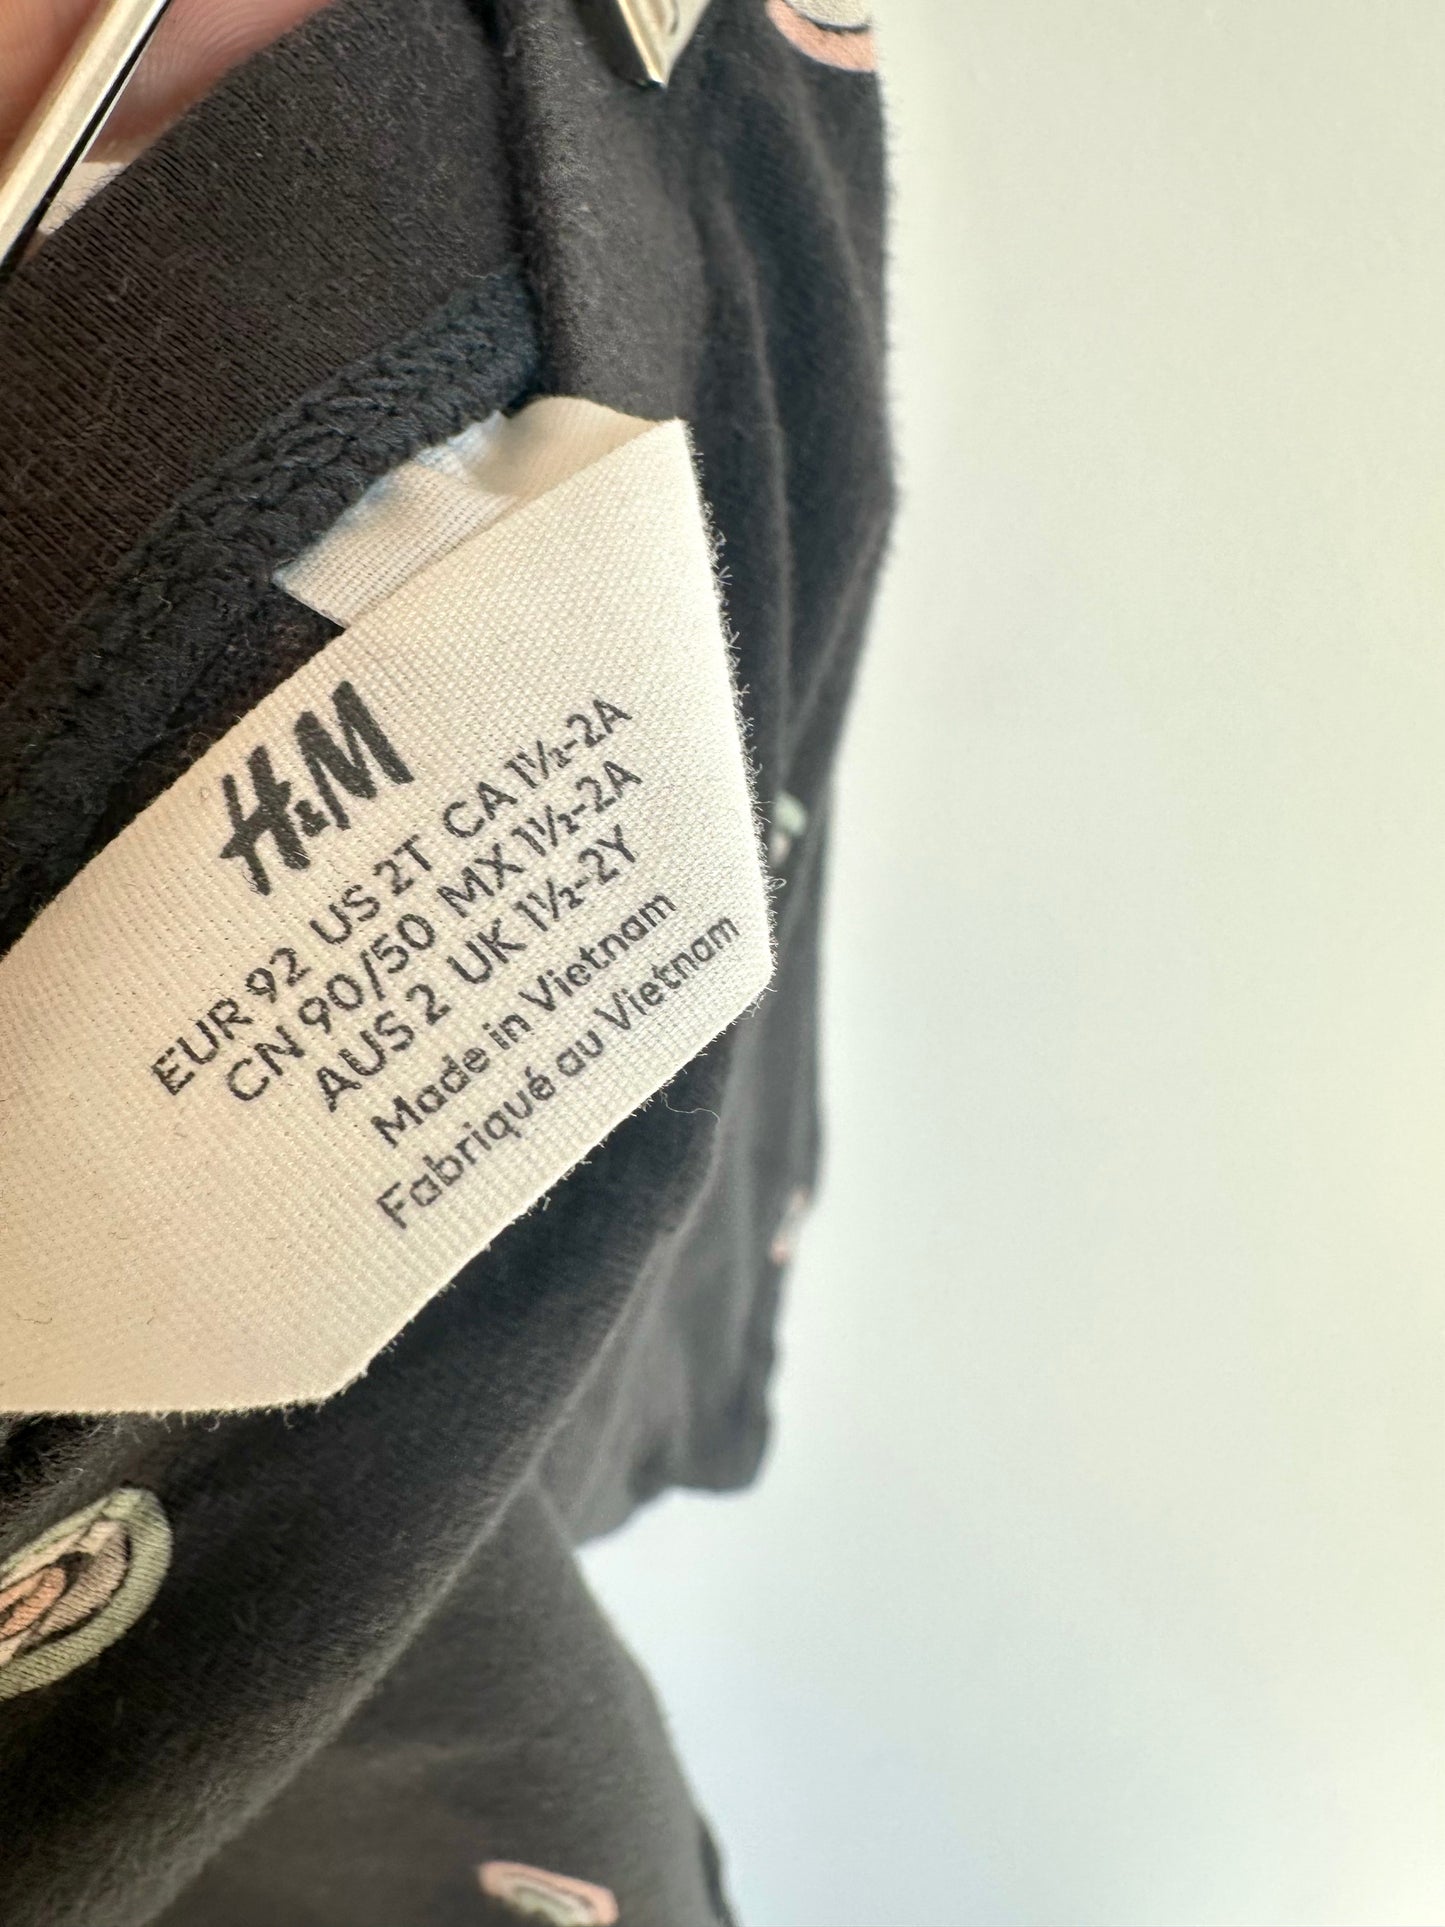 H&M
EUR 92 US 2T CA 1½-2A
CN 90/50 MX 1½-2A
AUS 2 UK 1½-2Y
Made in Vietnam
Fabriqué au Vietnam